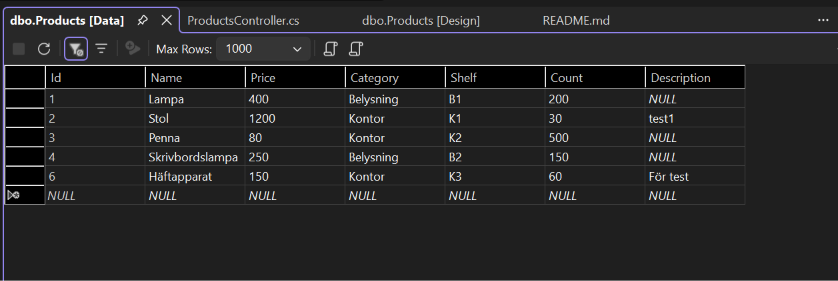 dbo.Products [Data] ProductsController.cs dbo.Products [Design] README.md
Max Rows: 1000
Id Name Price Category Shelf Count Description
1 Lampa 400 Belysning B1 200 NULL
2 Stol 1200 Kontor K1 30 test1
3 Penna 80 Kontor K2 500 NULL
4 Skrivbordslampa 250 Belysning B2 150 NULL
6 Häftapparat 150 Kontor K3 60 För test
NULL NULL NULL NULL NULL NULL NULL